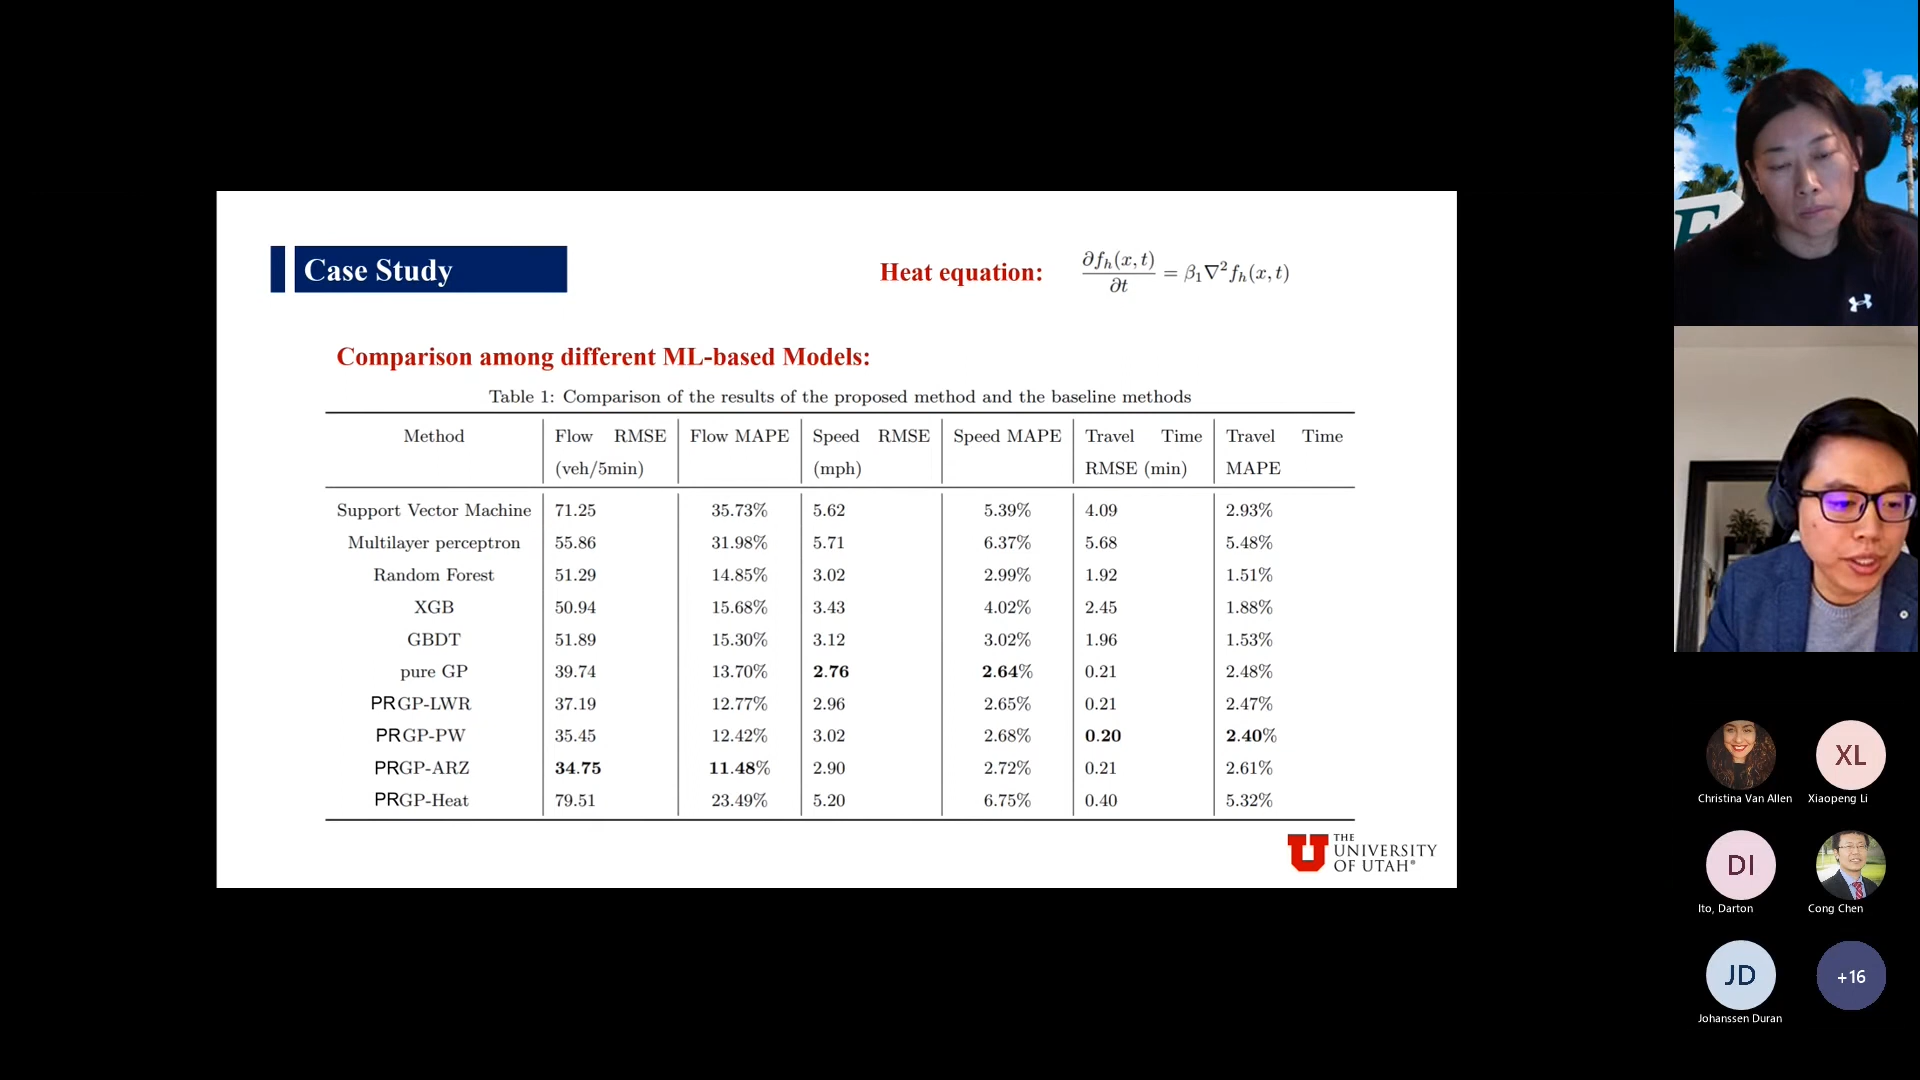 Case Study
Heat equation:
∂f_h(x,t)/∂t = β₁∇²f_h(x,t)
Comparison among different ML-based Models:
Table 1: Comparison of the results of the proposed method and the baseline methods
Method Flow RMSE (veh/5min) Flow MAPE Speed RMSE (mph) Speed MAPE Travel Time RMSE (min) Travel Time MAPE
Support Vector Machine 71.25 35.73% 5.62 5.39% 4.09 2.93%
Multilayer perceptron 55.86 31.98% 5.71 6.37% 5.68 5.48%
Random Forest 51.29 14.85% 3.02 2.99% 1.92 1.51%
XGB 50.94 15.68% 3.43 4.02% 2.45 1.88%
GBDT 51.89 15.30% 3.12 3.02% 1.96 1.53%
pure GP 39.74 13.70% 2.76 2.64% 0.21 2.48%
PRGP-LWR 37.19 12.77% 2.96 2.65% 0.21 2.47%
PRGP-PW 35.45 12.42% 3.02 2.68% 0.20 2.40%
PRGP-ARZ 34.75 11.48% 2.90 2.72% 0.21 2.61%
PRGP-Heat 79.51 23.49% 5.20 6.75% 0.40 5.32%
THE
UNIVERSITY
OF UTAH®
XL
Christina Van Allen
Xiaopeng Li
DI
Ito, Darton
Cong Chen
JD
+16
Johanssen Duran